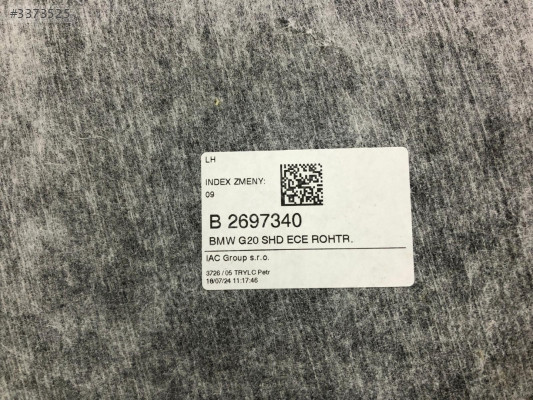 #3373525
LH
INDEX ZMENY:
09
B 2697340
BMW G20 SHD ECE ROHTR.
IAC Group s.r.o.
3726 / 05 TRYLC Petr
18/07/24 11:17:46